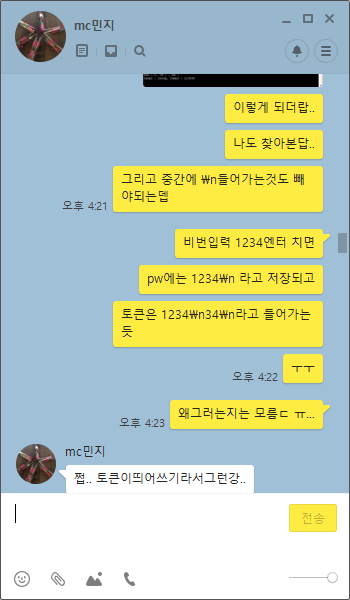 mc민지
이렇게 되더랍..
나도 찾아본답..
그리고 중간에 ₩n들어가는것도 빼
야되는뎁
오후 4:21
비번입력 1234엔터 치면
pw에는 1234₩n 라고 저장되고
토큰은 1234₩n34₩n라고 들어가는
듯
오후 4:22
ㅜㅜ
오후 4:23
왜그러는지는 모름ㄷ ㅠ...
mc민지
쩝.. 토큰이띄어쓰기라서그런강..
전송